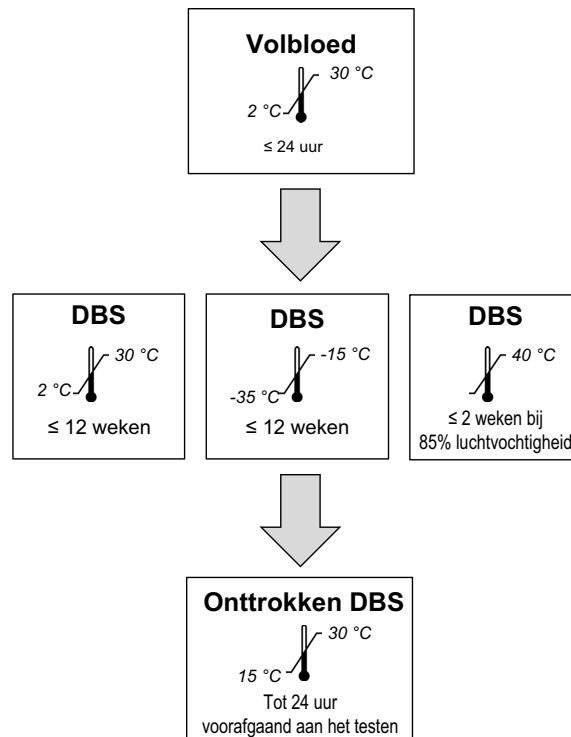 Volbloed
30 °C
2 °C
≤ 24 uur
DBS
30 °C
2 °C
≤ 12 weken
DBS
-15 °C
-35 °C
≤ 12 weken
DBS
40 °C
≤ 2 weken bij
85% luchtvochtigheid
Onttrokken DBS
30 °C
15 °C
Tot 24 uur
voorafgaand aan het testen